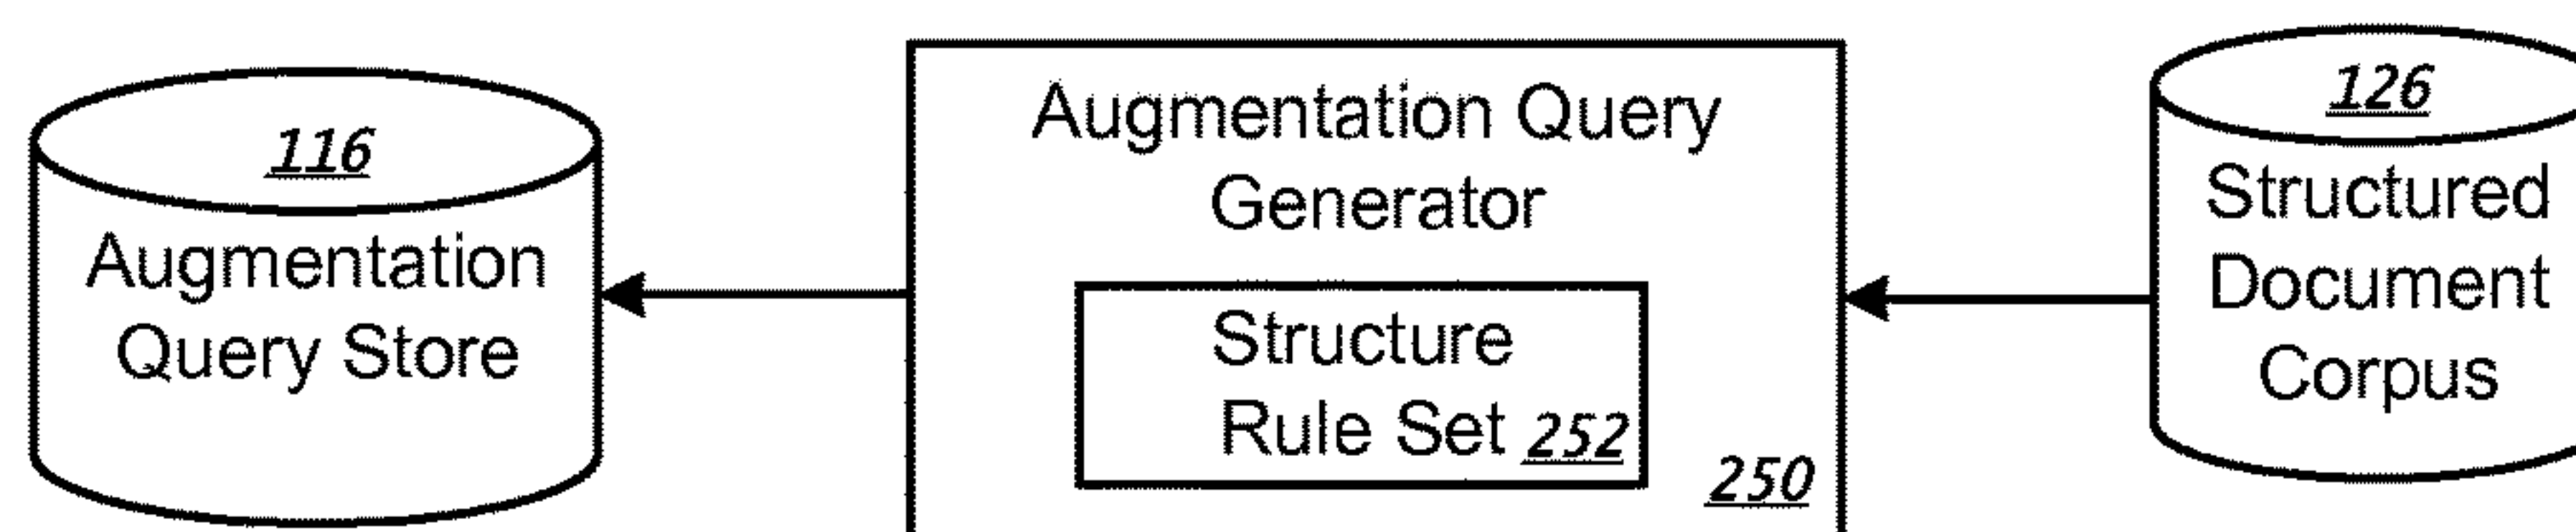 116
Augmentation
Query Store
Augmentation Query
Generator
Structure
Rule Set 252
250
126
Structured
Document
Corpus